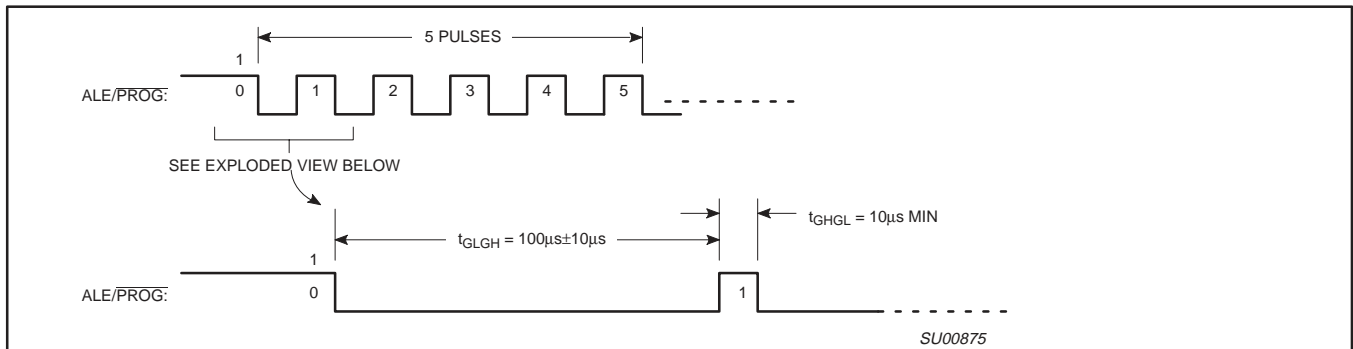 5 PULSES
1
ALE/PROG:
0 1 2 3 4 5
SEE EXPLODED VIEW BELOW
tGHGL = 10µs MIN
tGLGH = 100µs±10µs
1
ALE/PROG:
0 1
SU00875